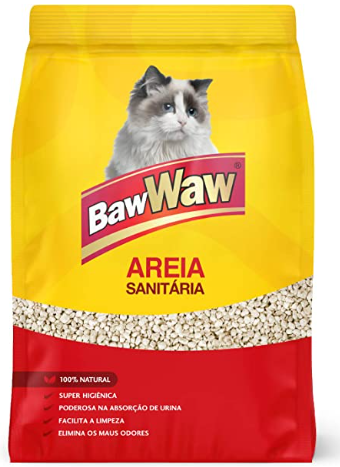 BawWaw®
AREIA
SANITÁRIA
100% NATURAL
SUPER HIGIÊNICA
PODEROSA NA ABSORÇÃO DE URINA
FACILITA A LIMPEZA
ELIMINA OS MAUS ODORES